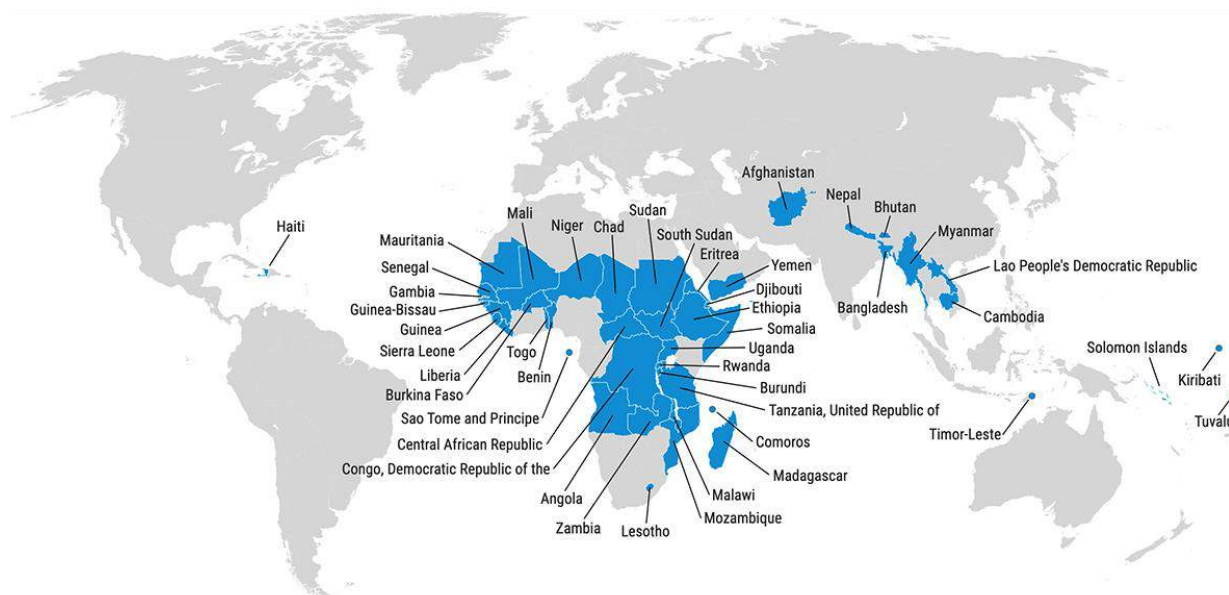 Afghanistan
Nepal
Bhutan
Myanmar
Lao People's Democratic Republic
Bangladesh
Cambodia
Haiti
Mali
Niger
Chad
Sudan
South Sudan
Eritrea
Yemen
Djibouti
Ethiopia
Somalia
Uganda
Rwanda
Burundi
Tanzania, United Republic of
Comoros
Madagascar
Malawi
Mozambique
Lesotho
Zambia
Angola
Congo, Democratic Republic of the
Central African Republic
Sao Tome and Principe
Burkina Faso
Benin
Togo
Liberia
Sierra Leone
Guinea
Guinea-Bissau
Gambia
Senegal
Mauritania
Solomon Islands
Kiribati
Timor-Leste
Tuvalu